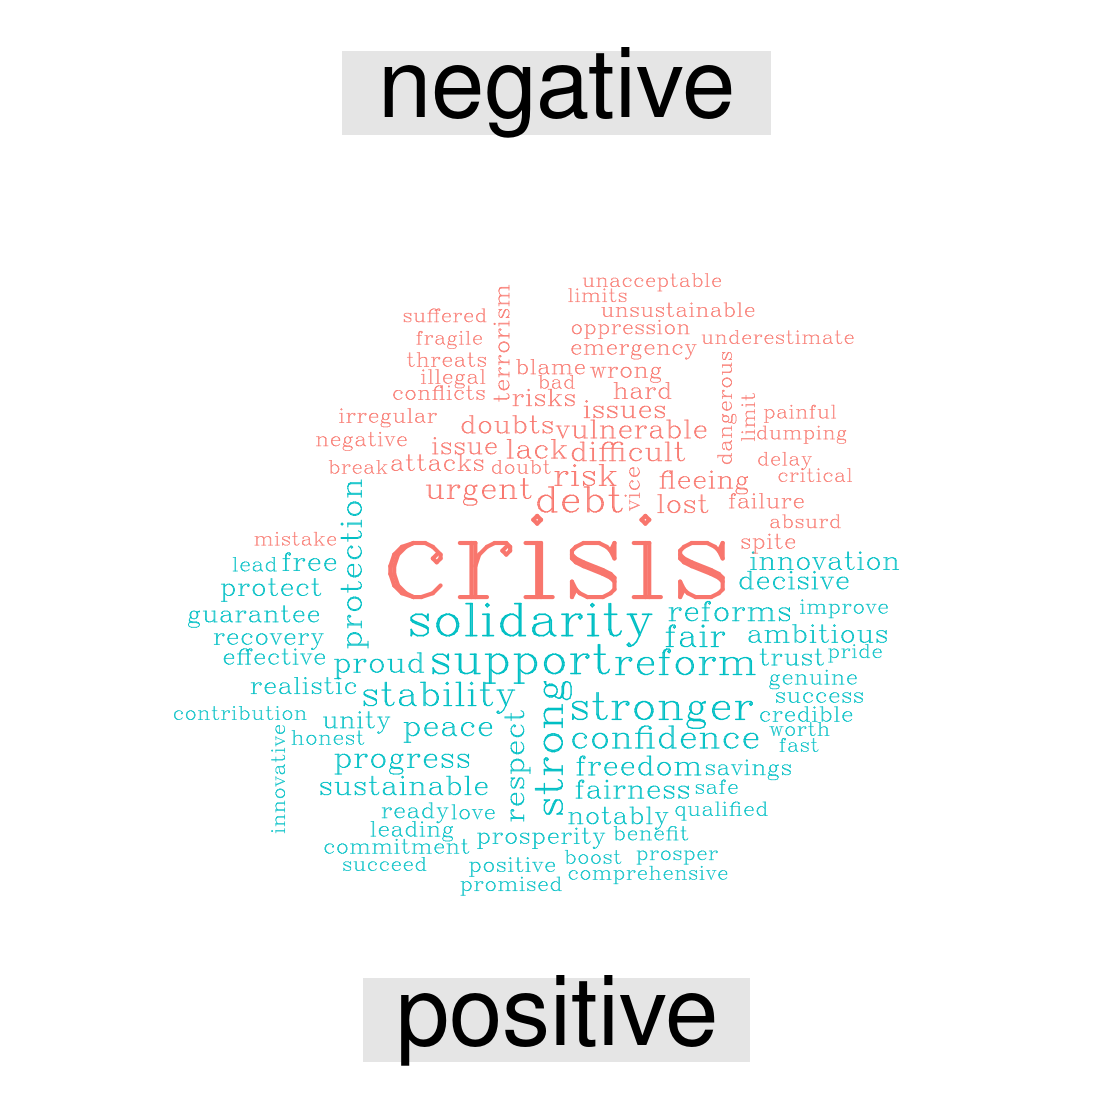 negative
unacceptable
limits
suffered
terrorism
unsustainable
fragile
oppression
underestimate
threats
emergency
illegal
blame
wrong
dangerous
conflicts
bad
risks
hard
irregular
issues
limit
painful
doubts
vulnerable
dumping
negative
issue
lack
difficult
break
attacks
doubt
delay
urgent
risk
vice
fleeing
critical
debt
lost
failure
absurd
mistake
crisis
spite
protection
lead
free
innovation
protect
decisive
guarantee
solidarity
reforms
improve
recovery
fair
ambitious
effective
proud
support
reform
trust
pride
realistic
stability
genuine
success
contribution
unity
peace
strong
stronger
credible
innovative
honest
respect
confidence
worth
fast
progress
freedom
savings
sustainable
fairness
safe
ready
love
notably
qualified
leading
prosperity
benefit
commitment
succeed
positive
boost
prosper
promised
comprehensive
positive